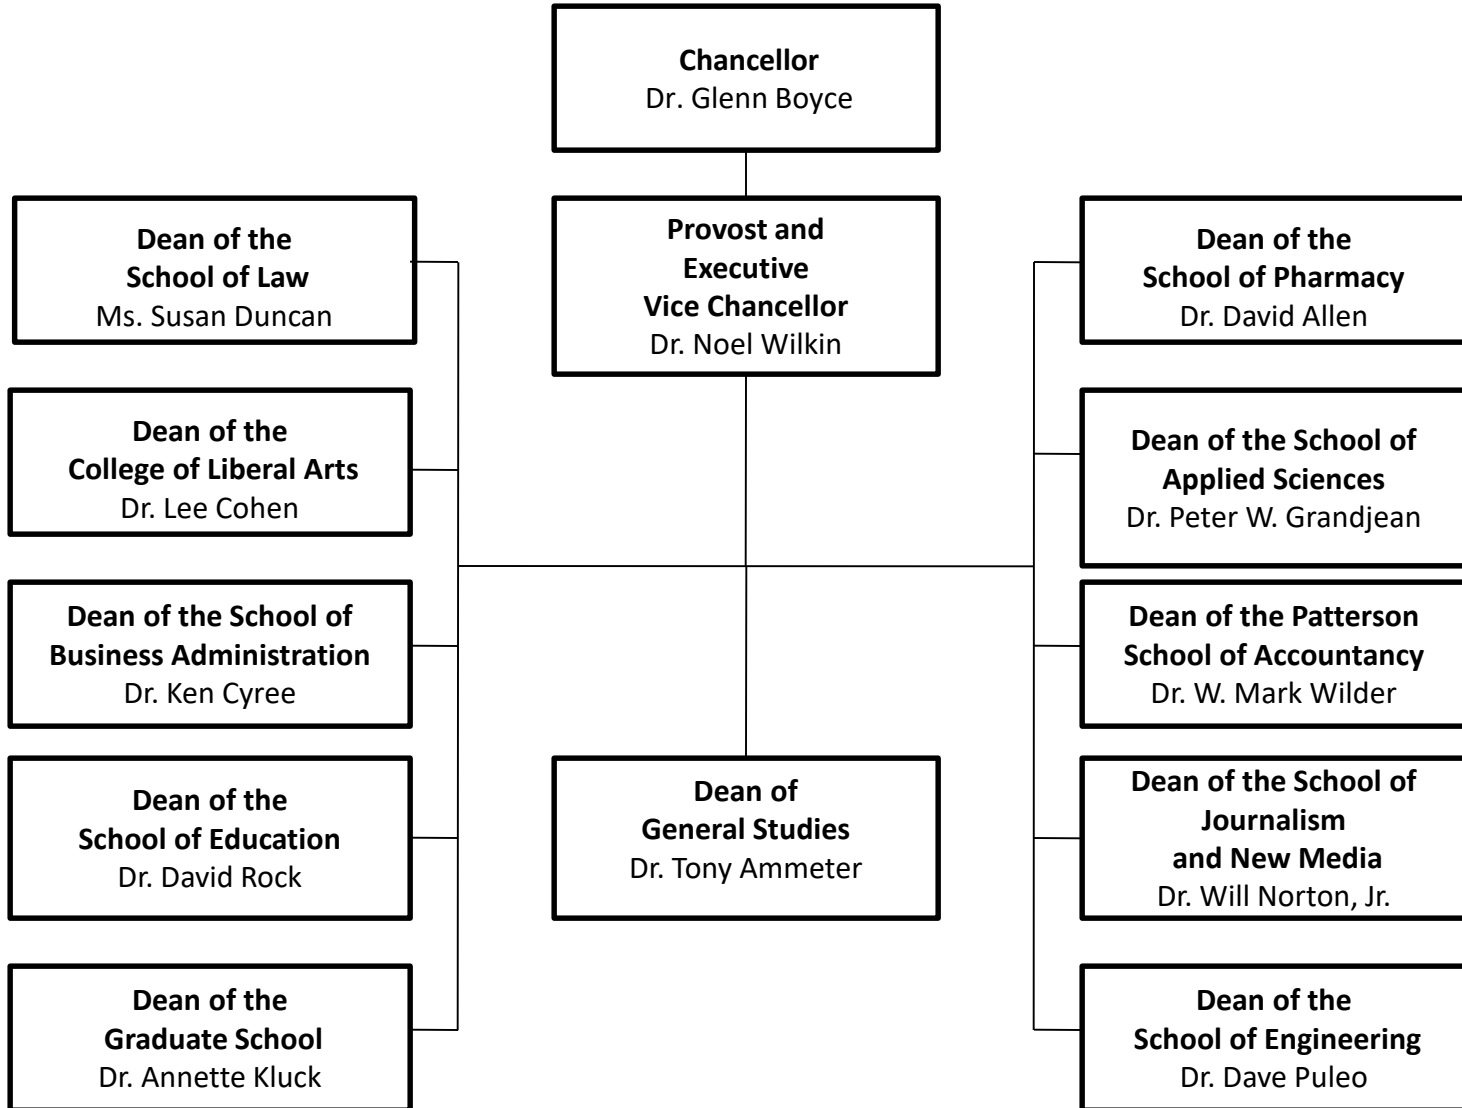 Chancellor
Dr. Glenn Boyce
Dean of the
School of Law
Ms. Susan Duncan
Provost and
Executive
Vice Chancellor
Dr. Noel Wilkin
Dean of the
School of Pharmacy
Dr. David Allen
Dean of the
College of Liberal Arts
Dr. Lee Cohen
Dean of the School of
Applied Sciences
Dr. Peter W. Grandjean
Dean of the School of
Business Administration
Dr. Ken Cyree
Dean of the Patterson
School of Accountancy
Dr. W. Mark Wilder
Dean of the
School of Education
Dr. David Rock
Dean of
General Studies
Dr. Tony Ammeter
Dean of the School of
Journalism
and New Media
Dr. Will Norton, Jr.
Dean of the
Graduate School
Dr. Annette Kluck
Dean of the
School of Engineering
Dr. Dave Puleo